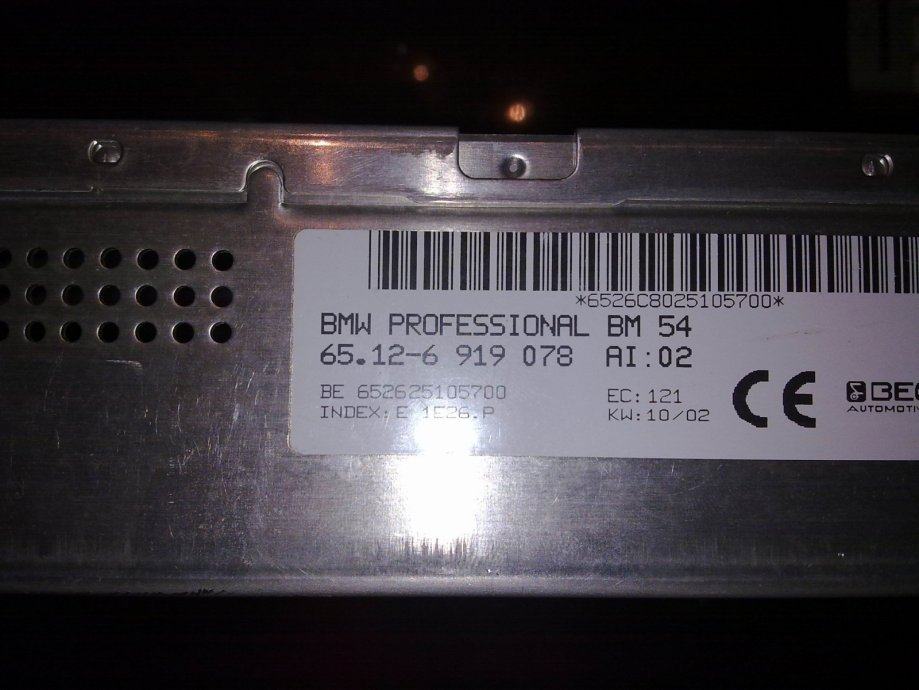 *6526C8025105700*
BMW PROFESSIONAL BM 54
65.12-6 919 078 AI:02
BE 652625105700
INDEX: E 1E26.P
EC: 121
KW: 10/02
CE